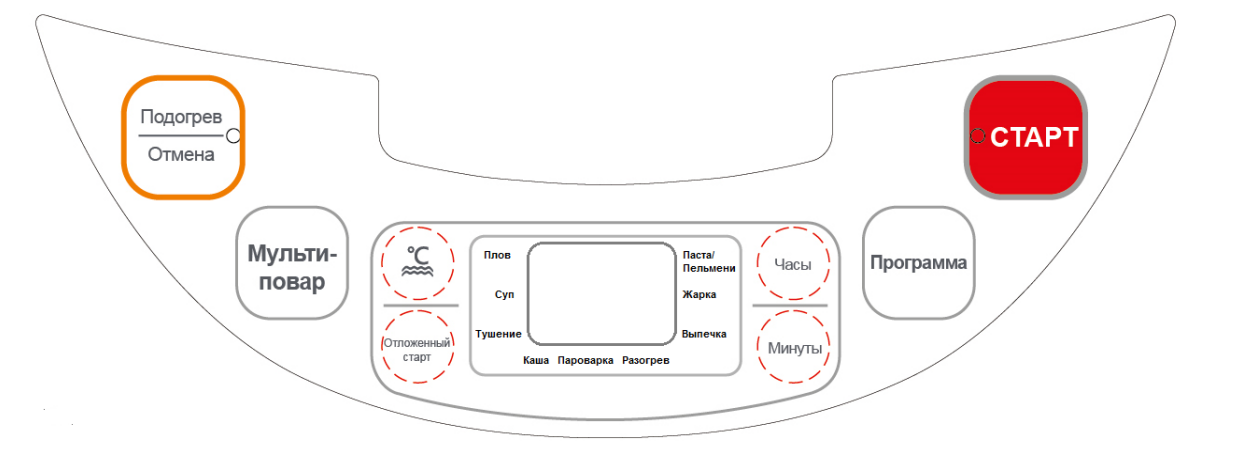 Подогрев
Отмена
СТАРТ
Мульти-
повар
°C
Отложенный
старт
Плов
Суп
Тушение
Каша Пароварка Разогрев
Паста/
Пельмени
Жарка
Выпечка
Часы
Минуты
Программа